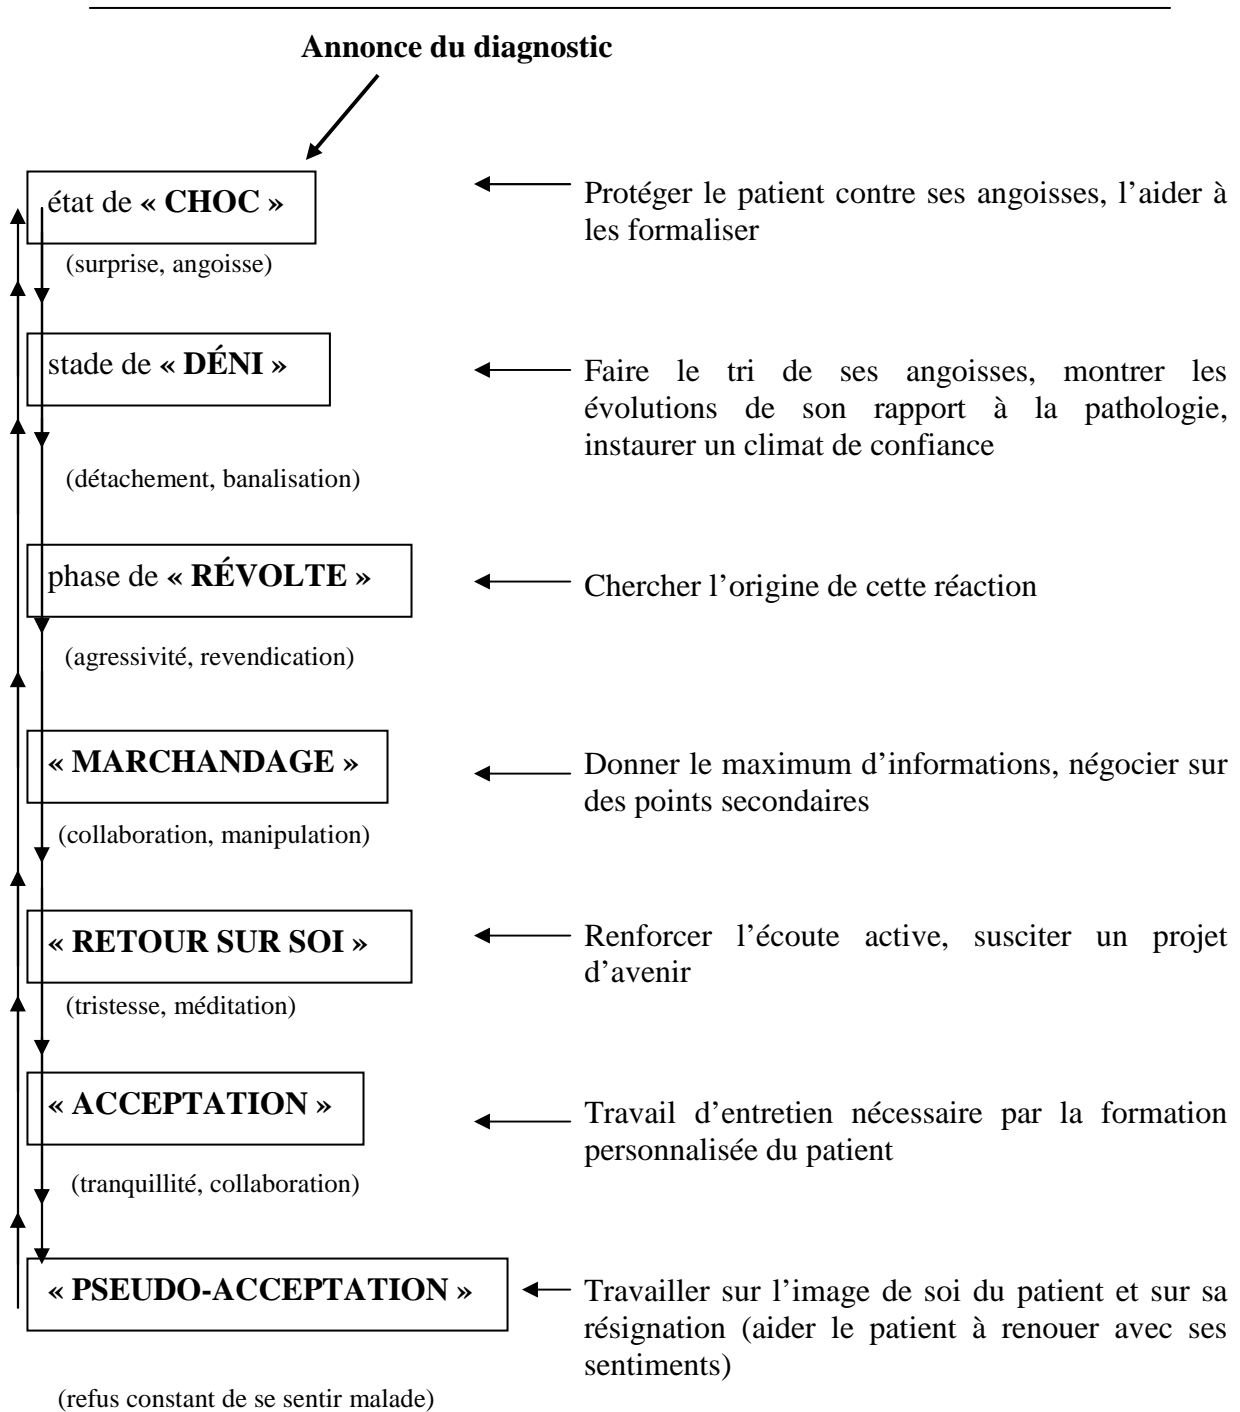 Annonce du diagnostic
état de « CHOC »
(surprise, angoisse)
Protéger le patient contre ses angoisses, l’aider à
les formaliser
stade de « DÉNI »
(détachement, banalisation)
Faire le tri de ses angoisses, montrer les
évolutions de son rapport à la pathologie,
instaurer un climat de confiance
phase de « RÉVOLTE »
(agressivité, revendication)
Chercher l’origine de cette réaction
« MARCHANDAGE »
(collaboration, manipulation)
Donner le maximum d’informations, négocier sur
des points secondaires
« RETOUR SUR SOI »
(tristesse, méditation)
Renforcer l’écoute active, susciter un projet
d’avenir
« ACCEPTATION »
(tranquillité, collaboration)
Travail d’entretien nécessaire par la formation
personnalisée du patient
« PSEUDO-ACCEPTATION »
(refus constant de se sentir malade)
Travailler sur l’image de soi du patient et sur sa
résignation (aider le patient à renouer avec ses
sentiments)